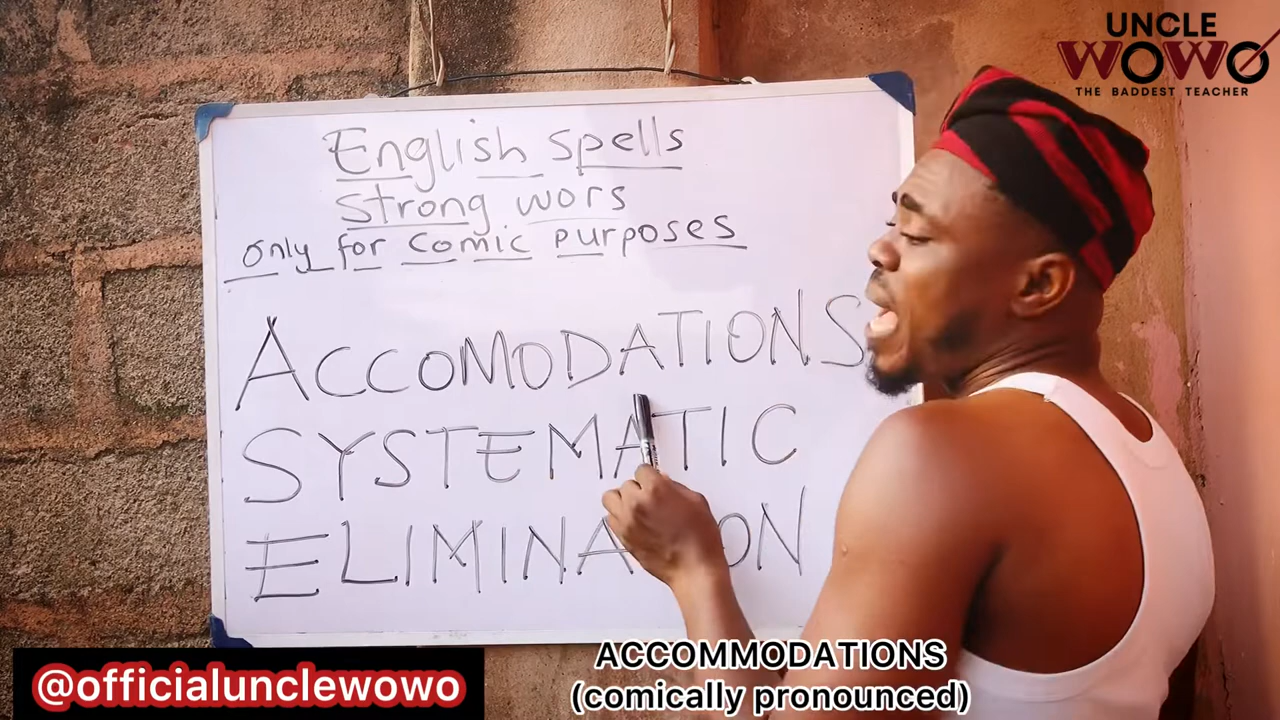 UNCLE
WOWO
THE BADDEST TEACHER
English spells
strong wors
only for comic purposes
ACCOMODATIONS
SYSTEMATIC
@officialunclewowo
ACCOMMODATIONS
(comically pronounced)